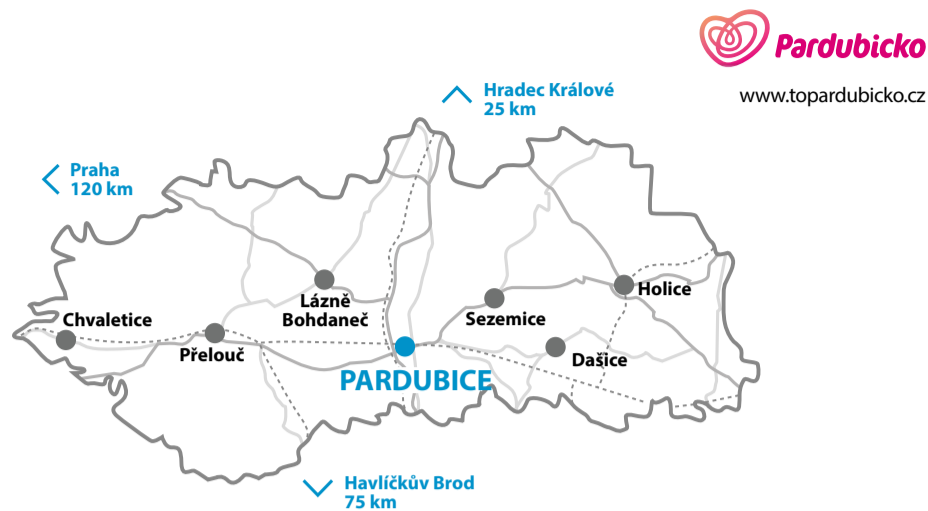 Pardubicko
www.topardubicko.cz
Hradec Králové
25 km
Praha
120 km
Lázně
Bohdaneč
Holice
Chvaletice
Sezemice
Přelouč
Dašice
PARDUBICE
Havlíčkův Brod
75 km